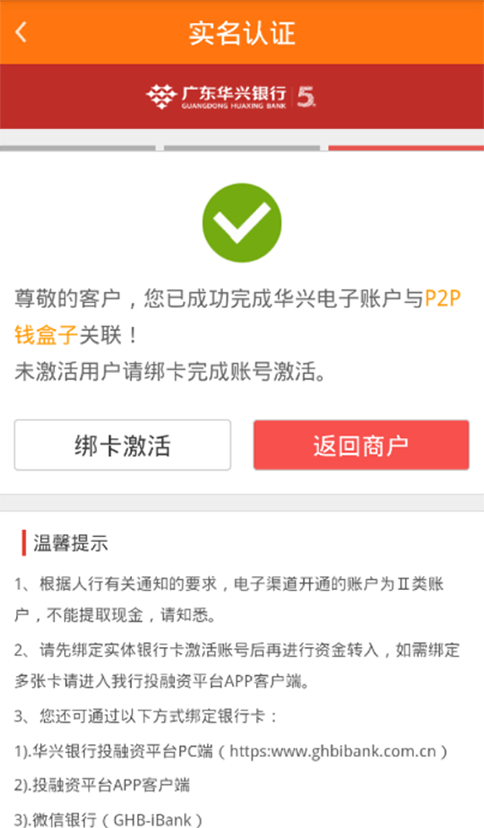 实名认证
广东华兴银行 5
GUANGDONG HUAXING BANK
尊敬的客户，您已成功完成华兴电子账户与P2P
钱盒子关联！
未激活用户请绑卡完成账号激活。
绑卡激活 返回商户
温馨提示
1、根据人行有关通知的要求，电子渠道开通的账户为Ⅱ类账
户，不能提取现金，请知悉。
2、请先绑定实体银行卡激活账号后再进行资金转入，如需绑定
多张卡请进入我行投融资平台APP客户端。
3、您还可通过以下方式绑定银行卡：
1).华兴银行投融资平台PC端（https:www.ghbibank.com.cn）
2).投融资平台APP客户端
3).微信银行（GHB-iBank）